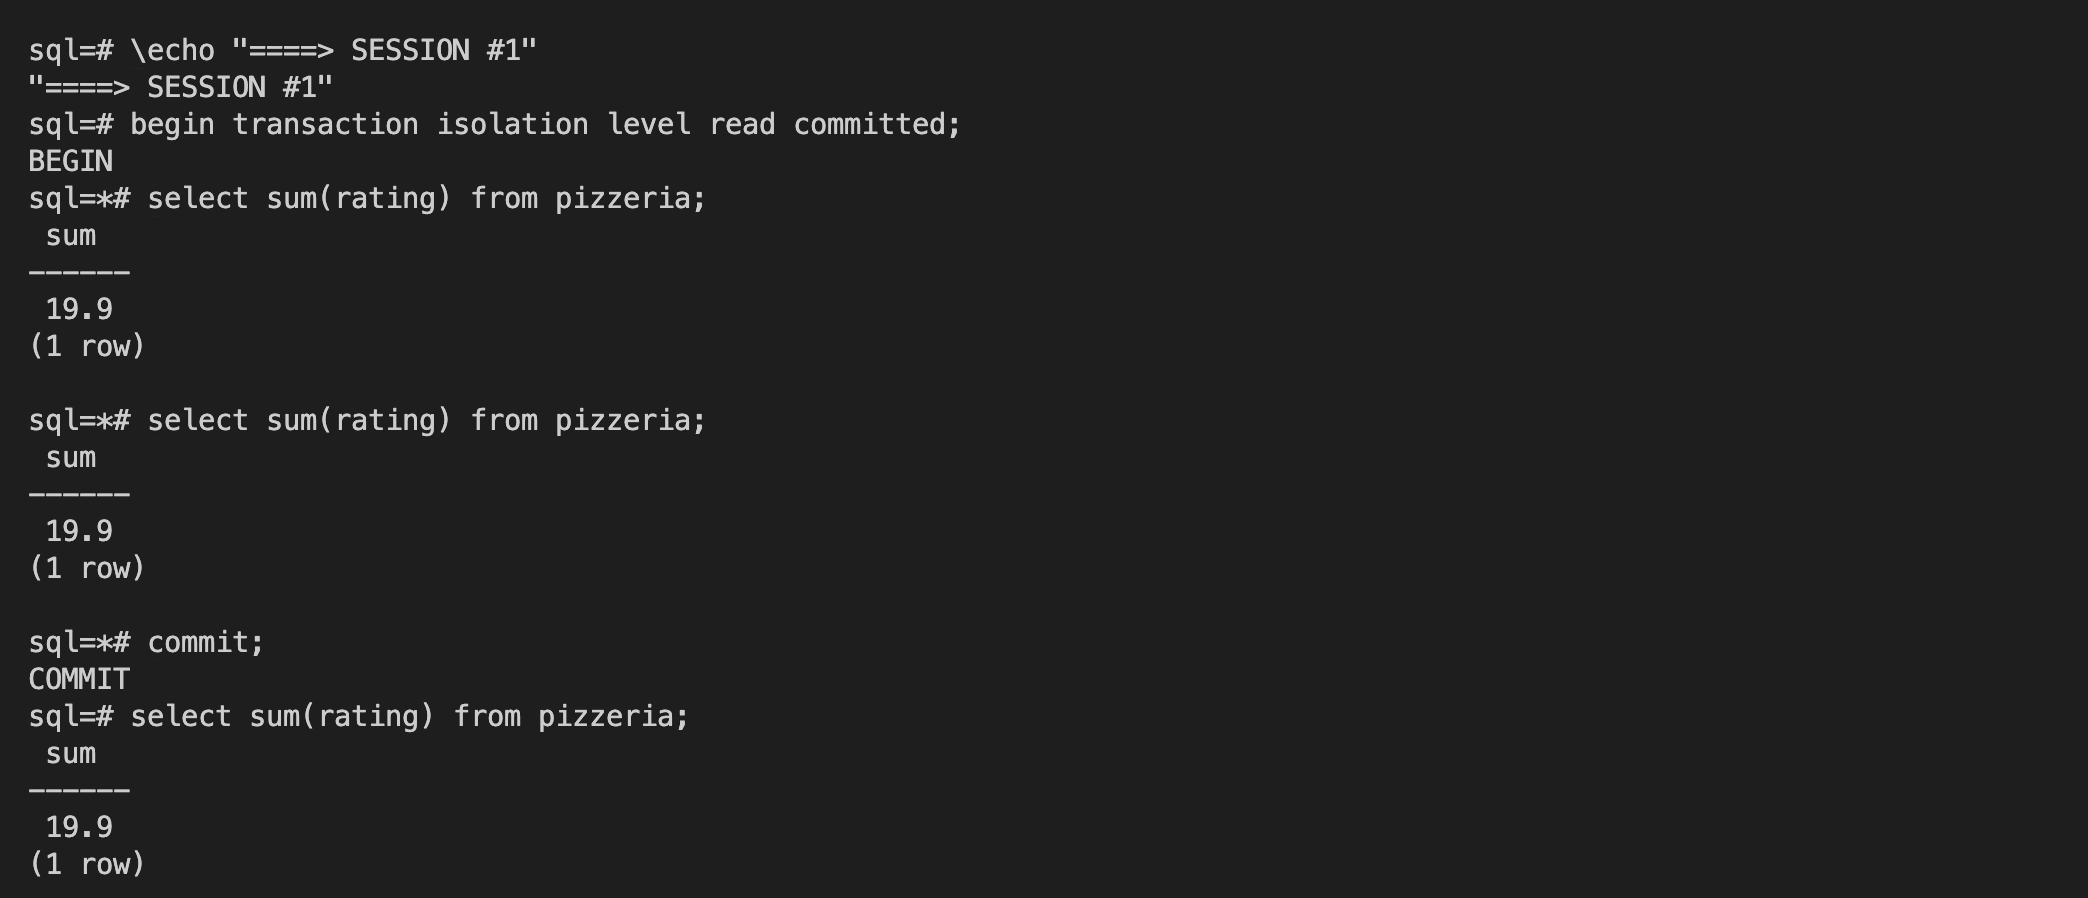 sql=# \echo "====> SESSION #1"
"====> SESSION #1"
sql=# begin transaction isolation level read committed;
BEGIN
sql=*# select sum(rating) from pizzeria;
 sum
------
 19.9
(1 row)

sql=*# select sum(rating) from pizzeria;
 sum
------
 19.9
(1 row)

sql=*# commit;
COMMIT
sql=# select sum(rating) from pizzeria;
 sum
------
 19.9
(1 row)